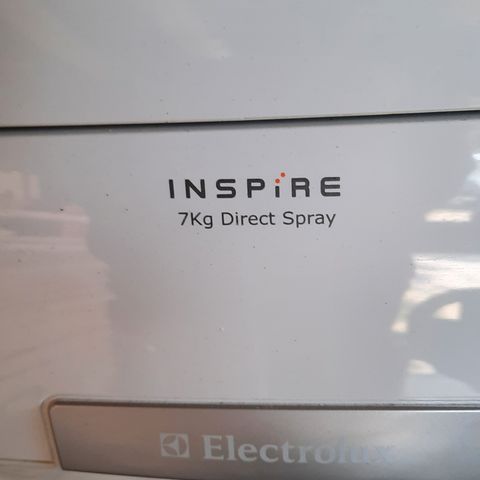 INSPiRE
7Kg Direct Spray
Electrolux